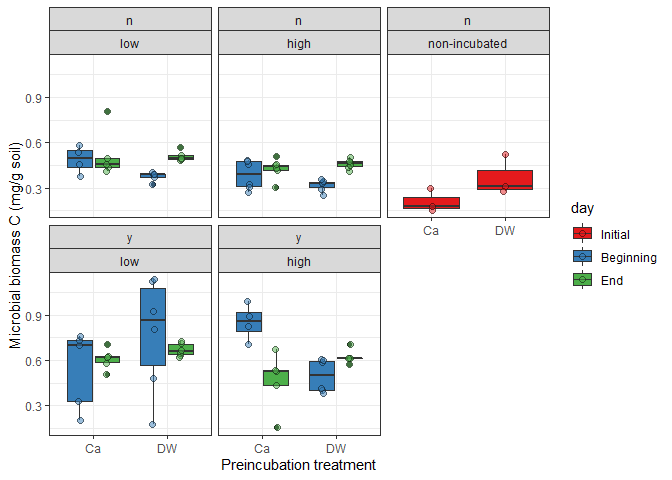 n n n
low high non-incubated
0.9
0.6
0.3
Ca DW
y y
low high
0.9
0.6
0.3
Ca DW Ca DW
Preincubation treatment
Microbial biomass C (mg/g soil)
day
Initial
Beginning
End